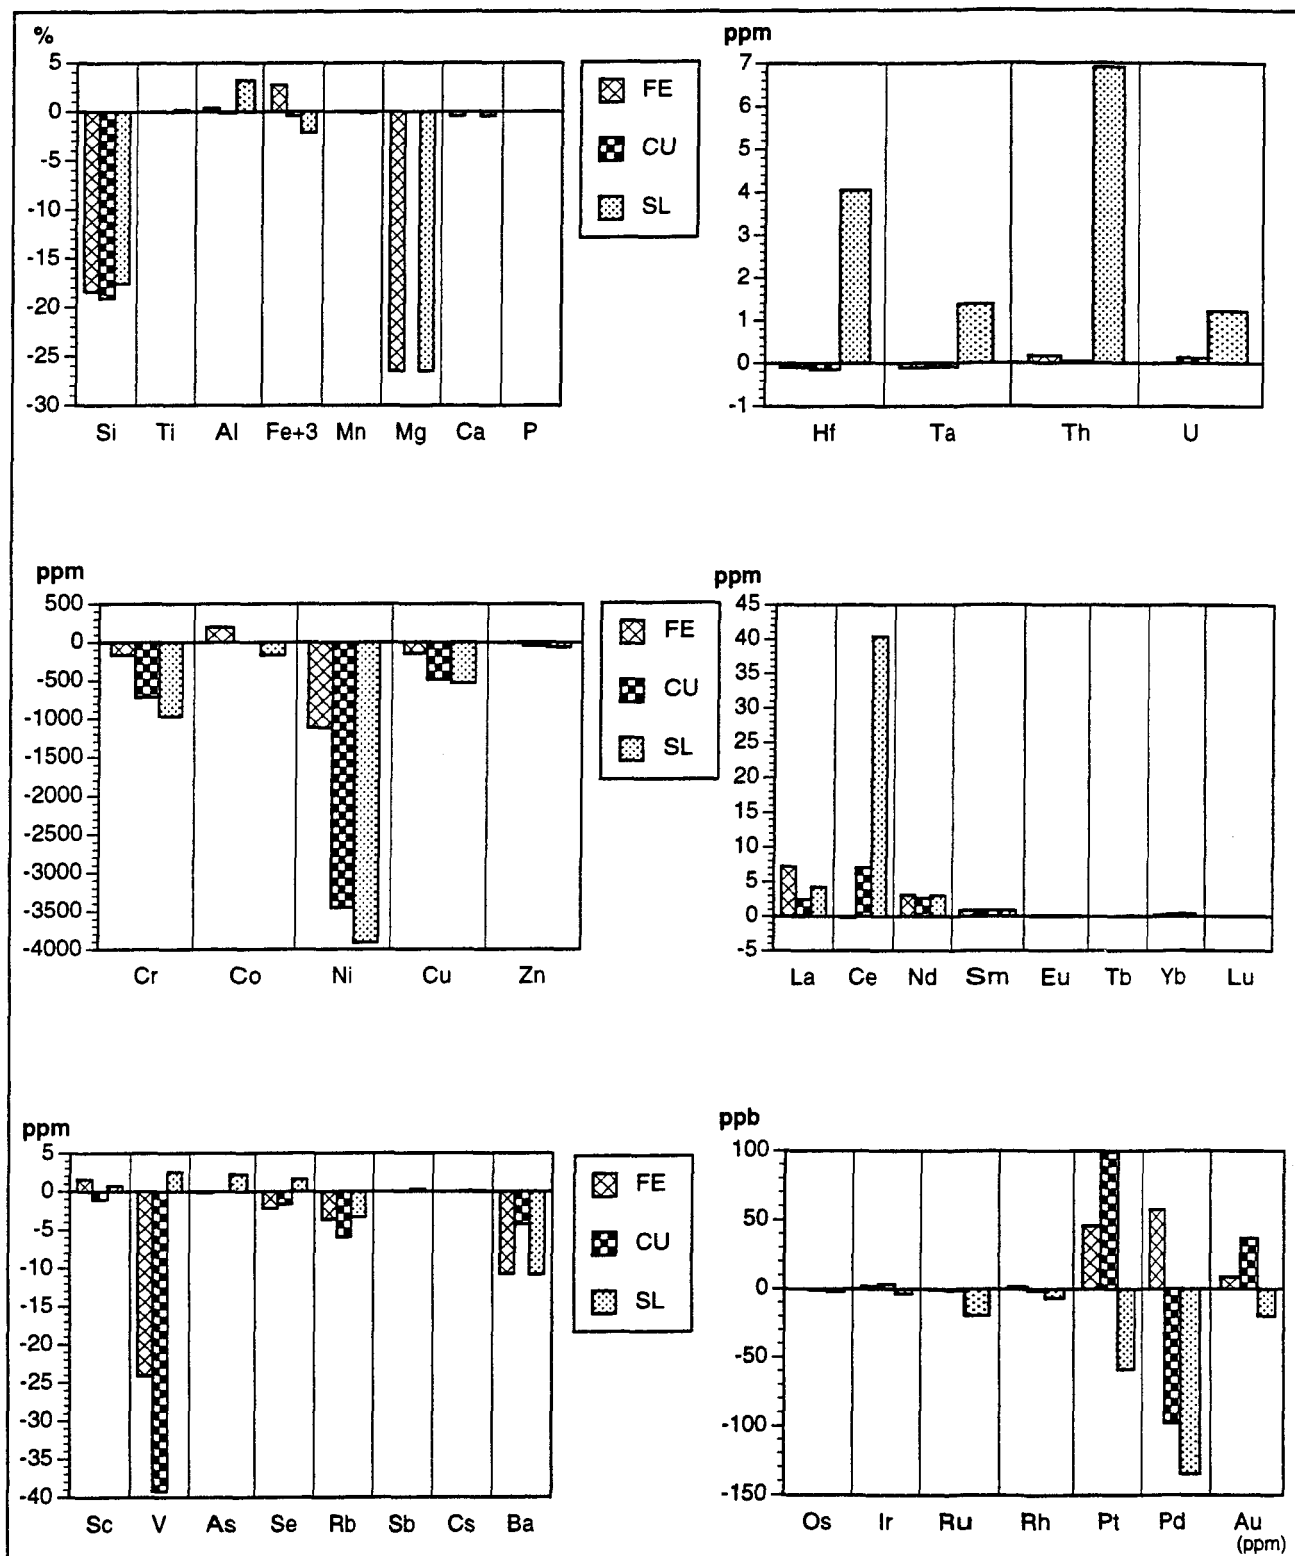 %
5
0
-5
-10
-15
-20
-25
-30
Si Ti Al Fe+3 Mn Mg Ca P
FE
CU
SL
ppm
7
6
5
4
3
2
1
0
-1
Hf Ta Th U
ppm
500
0
-500
-1000
-1500
-2000
-2500
-3000
-3500
-4000
Cr Co Ni Cu Zn
FE
CU
SL
ppm
45
40
35
30
25
20
15
10
5
0
-5
La Ce Nd Sm Eu Tb Yb Lu
ppm
5
0
-5
-10
-15
-20
-25
-30
-35
-40
Sc V As Se Rb Sb Cs Ba
FE
CU
SL
ppb
100
50
0
-50
-100
-150
Os Ir Ru Rh Pt Pd Au
(ppm)